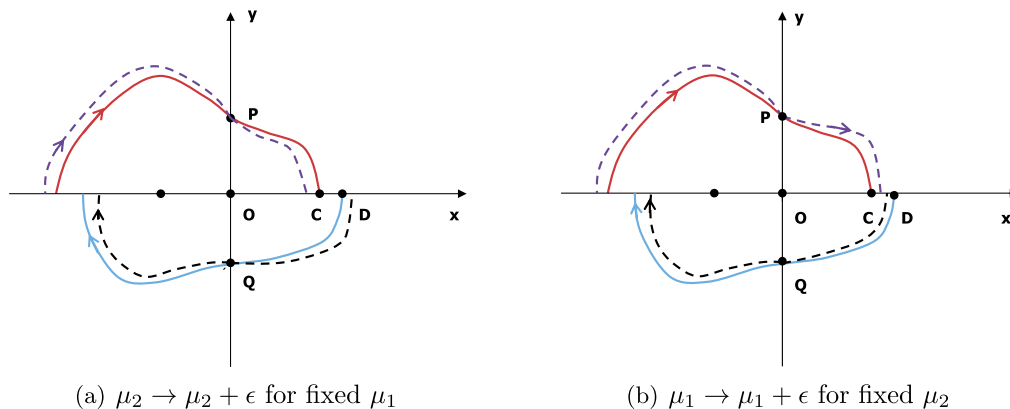 y
P
O
C
D
x
Q
(a) μ₂ → μ₂ + ϵ for fixed μ₁
y
P
O
C
D
x
Q
(b) μ₁ → μ₁ + ϵ for fixed μ₂